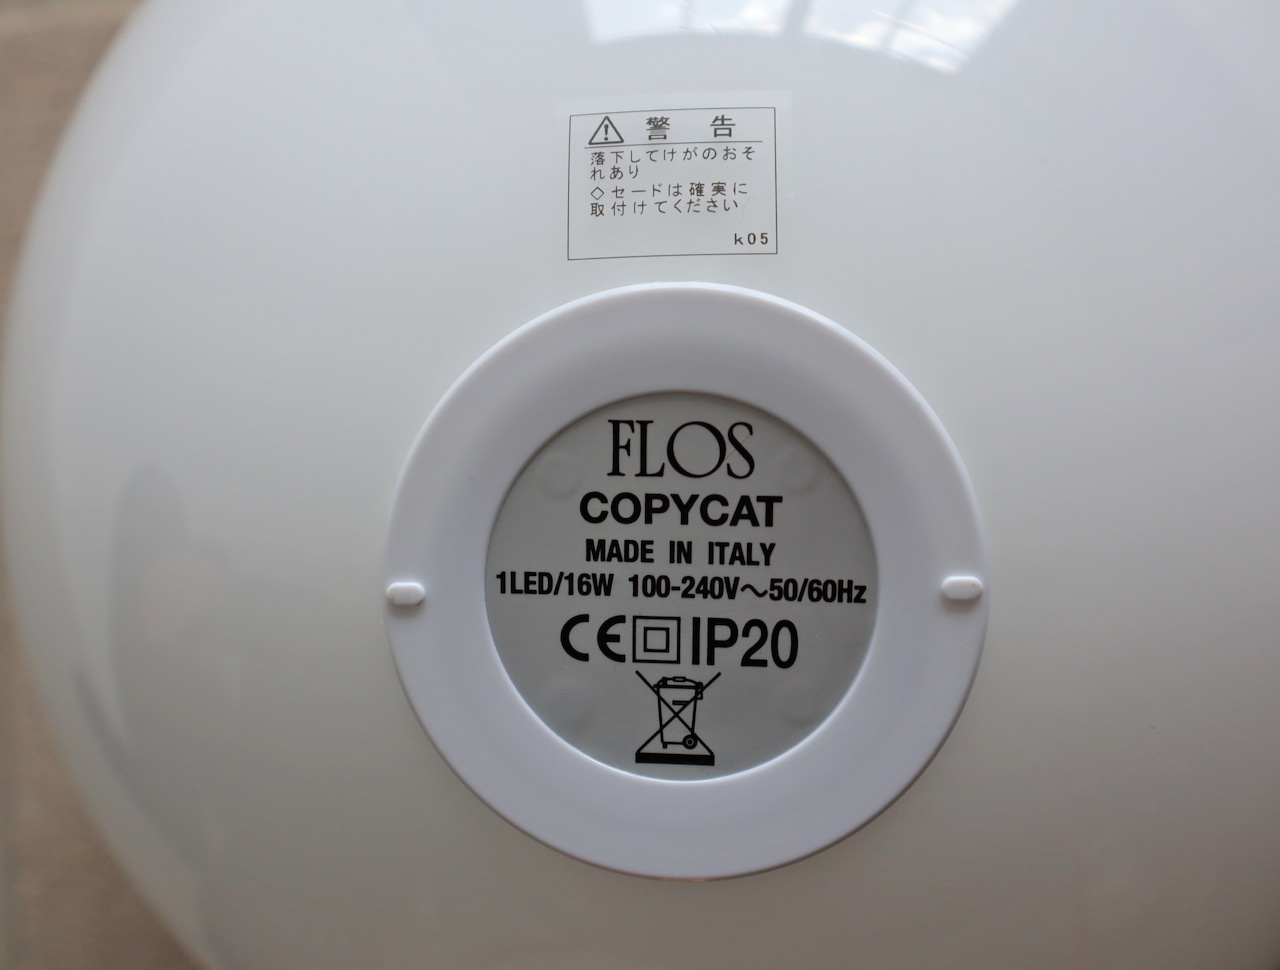 警告
落下してけがのおそ
れあり
◇セードは確実に
取付けてください
k05
FLOS
COPYCAT
MADE IN ITALY
1LED/16W 100-240V～50/60Hz
CE IP20